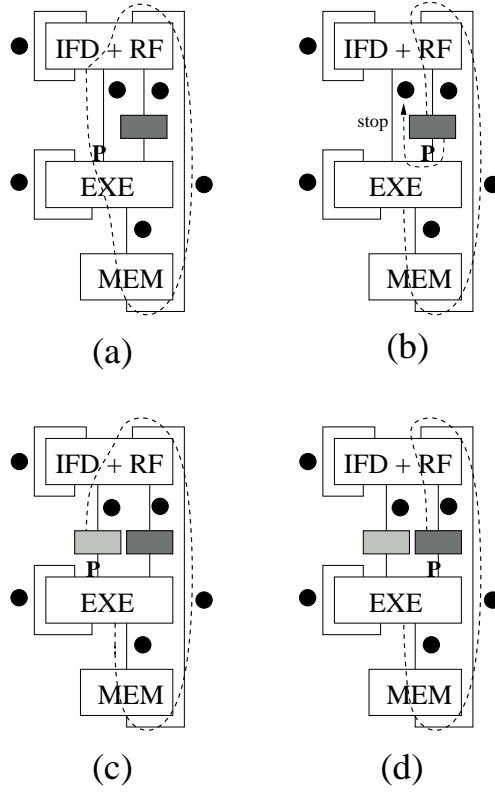 IFD + RF
P
EXE
MEM
(a)
IFD + RF
stop
P
EXE
MEM
(b)
IFD + RF
P
EXE
MEM
(c)
IFD + RF
P
EXE
MEM
(d)